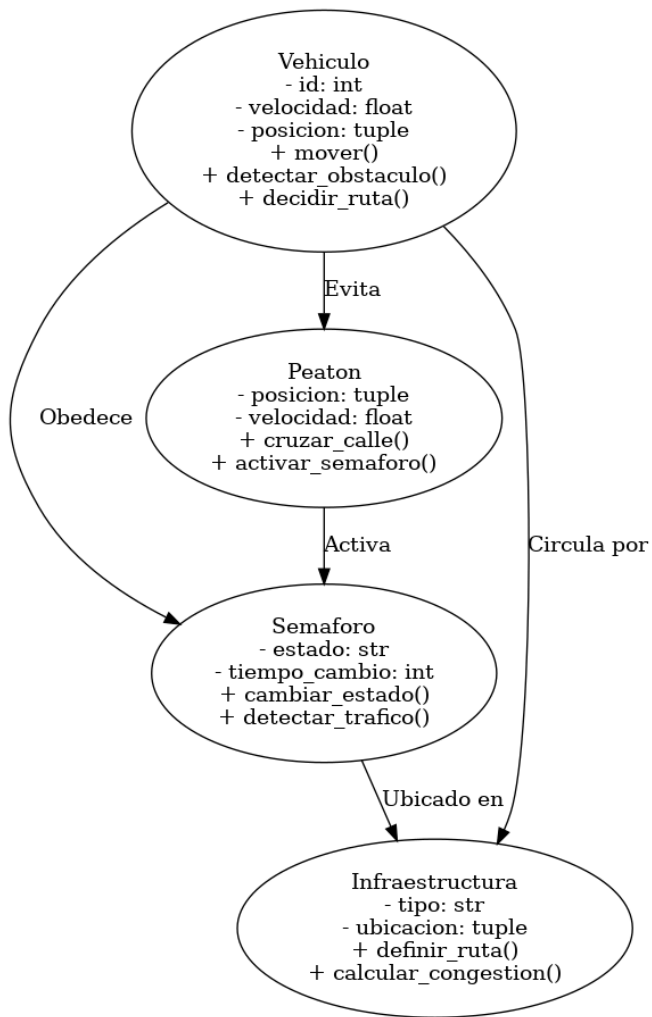 Vehiculo
- id: int
- velocidad: float
- posicion: tuple
+ mover()
+ detectar_obstaculo()
+ decidir_ruta()
Evita
Peaton
- posicion: tuple
- velocidad: float
+ cruzar_calle()
+ activar_semaforo()
Obedece
Activa
Circula por
Semaforo
- estado: str
- tiempo_cambio: int
+ cambiar_estado()
+ detectar_trafico()
Ubicado en
Infraestructura
- tipo: str
- ubicacion: tuple
+ definir_ruta()
+ calcular_congestion()